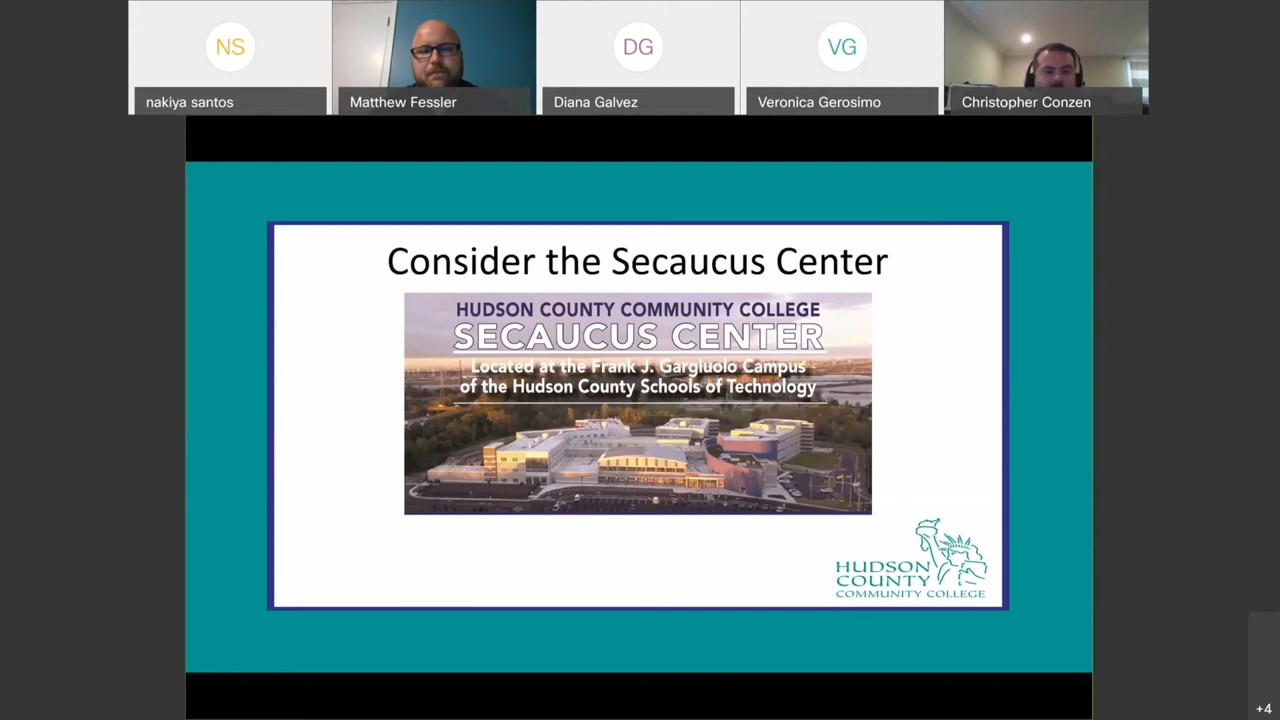 NS
nakiya santos
Matthew Fessler
DG
Diana Galvez
VG
Veronica Gerosimo
Christopher Conzen
Consider the Secaucus Center
HUDSON COUNTY COMMUNITY COLLEGE
SECAUCUS CENTER
Located at the Frank J. Gargiuolo Campus
of the Hudson County Schools of Technology
HUDSON
COUNTY
COMMUNITY COLLEGE
+4